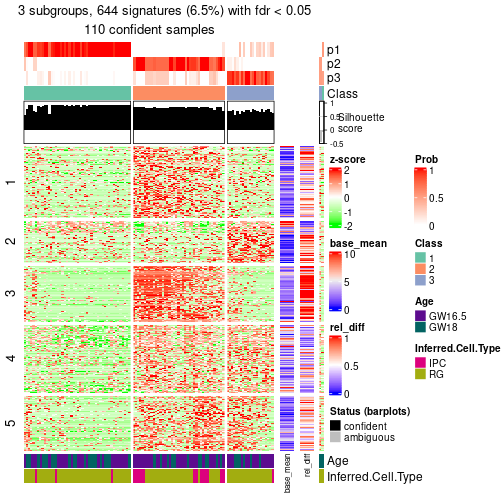 3 subgroups, 644 signatures (6.5%) with fdr < 0.05
110 confident samples
p1
p2
p3
Class
1
0.5
0
-0.5
Silhouette
score
1
2
3
4
5
z-score
2
1
0
-1
-2
Prob
1
0.5
0
base_mean
10
5
0
Class
1
2
3
Age
GW16.5
GW18
rel_diff
1
0.5
0
Inferred.Cell.Type
IPC
RG
Status (barplots)
confident
ambiguous
base_mean
rel_diff
Age
Inferred.Cell.Type